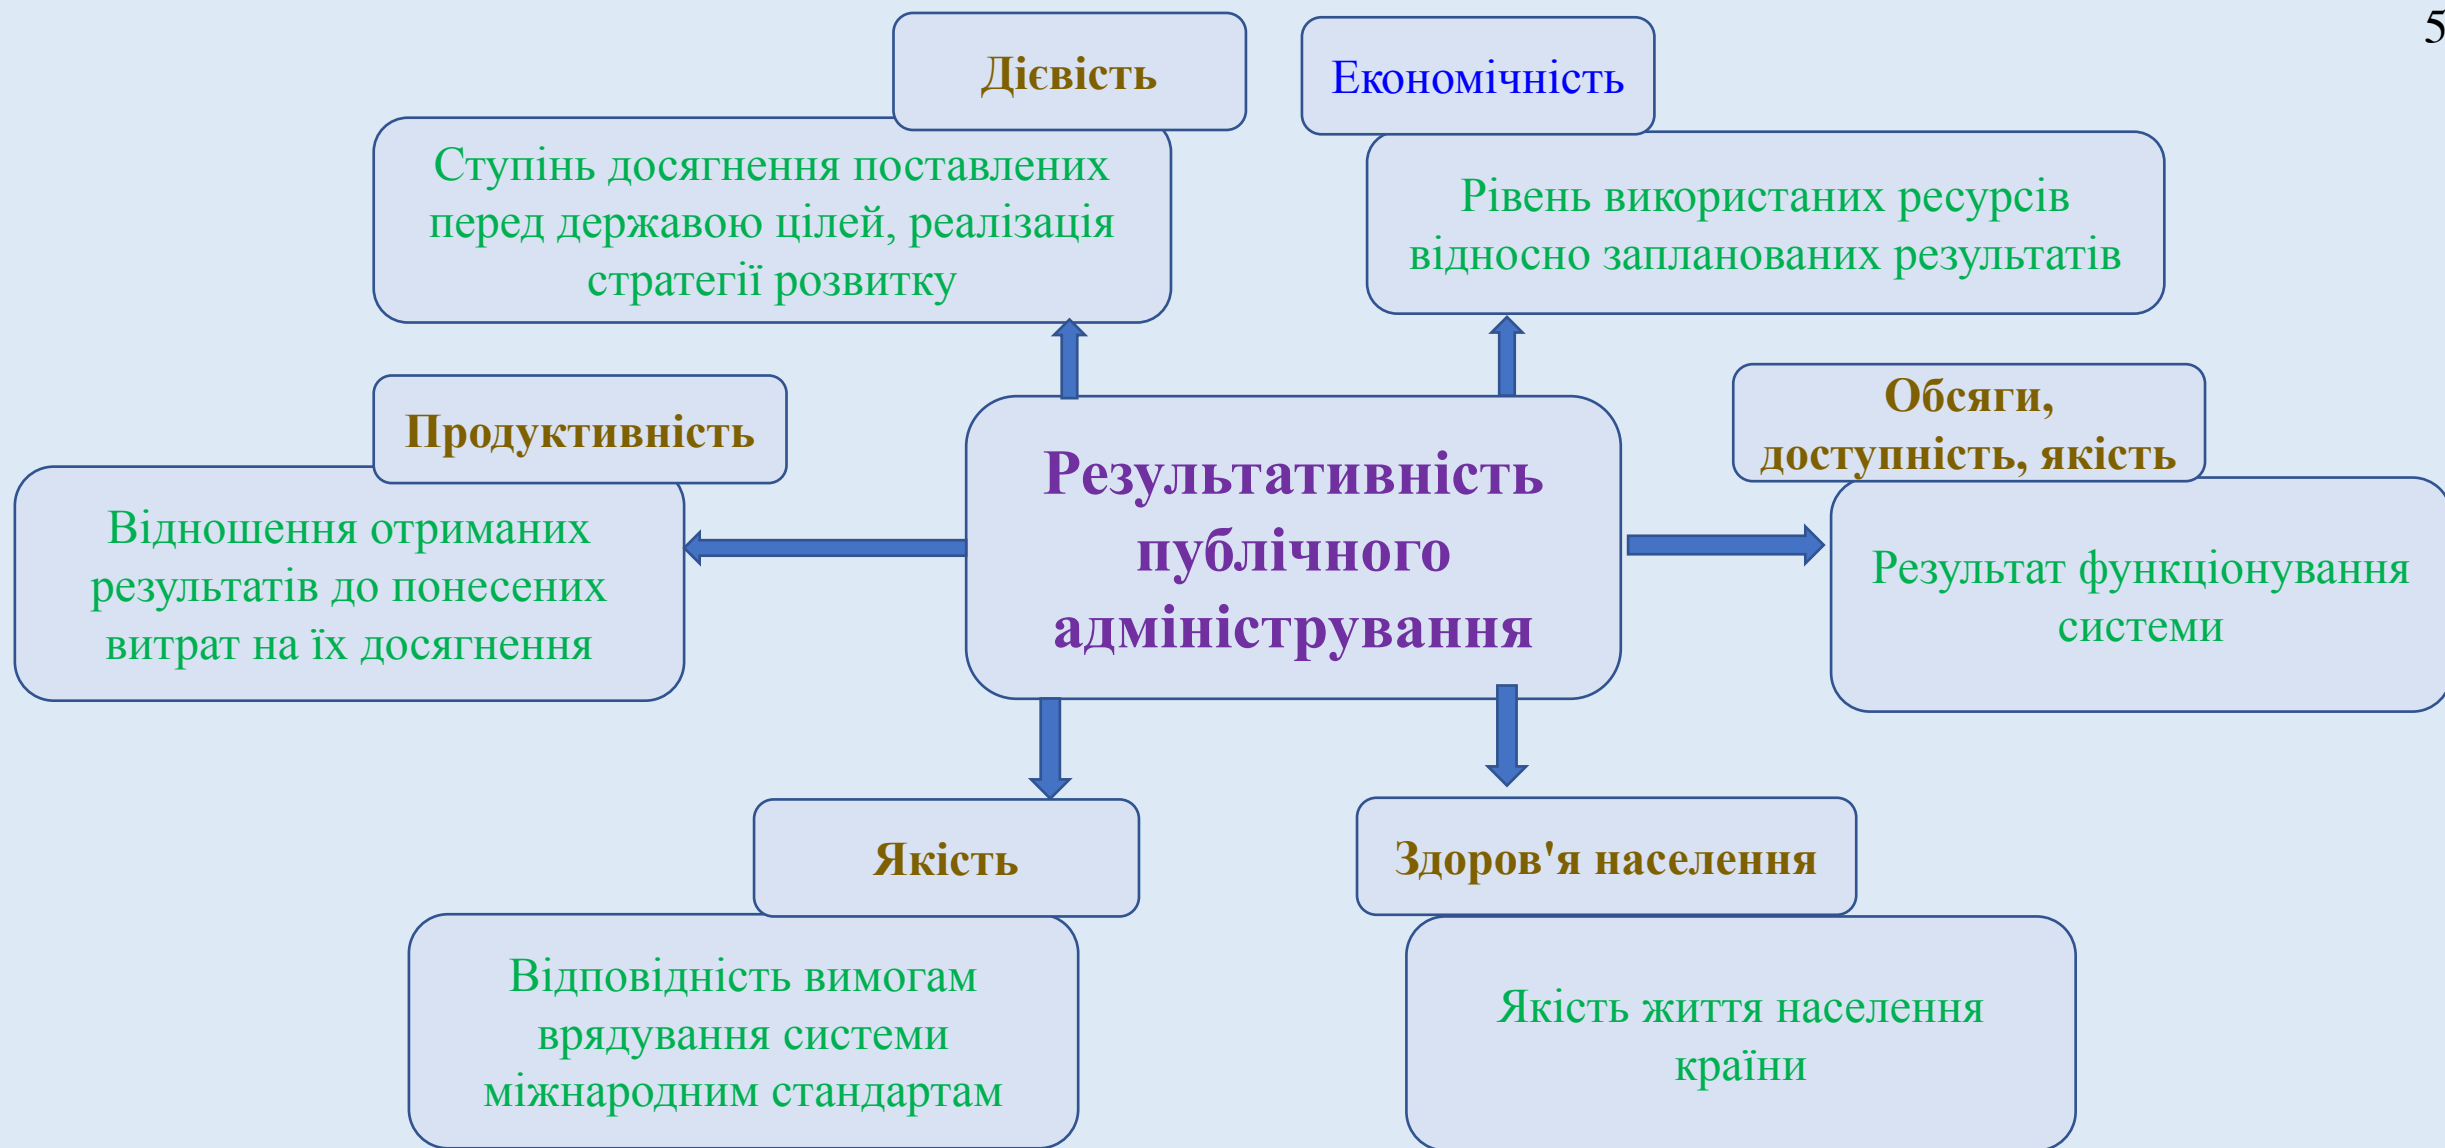 5
Дієвість
Економічність
Ступінь досягнення поставлених
перед державою цілей, реалізація
стратегії розвитку
Рівень використаних ресурсів
відносно запланованих результатів
Продуктивність
Обсяги,
доступність, якість
Відношення отриманих
результатів до понесених
витрат на їх досягнення
Результативність
публічного
адміністрування
Результат функціонування
системи
Якість
Здоров'я населення
Відповідність вимогам
врядування системи
міжнародним стандартам
Якість життя населення
країни